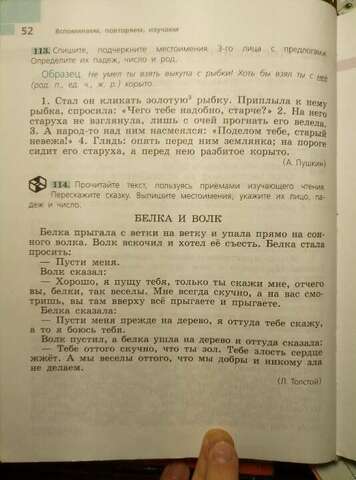 52
Вспоминаем, повторяем, изучаем
113. Спишите, подчеркните местоимения 3-го лица с предлогами.
Определите их падеж, число и род.
Образец. Не умел ты взять выкупа с рыбки! Хоть бы взял ты с неё
(род. п., ед. ч., ж. р.) корыто.
1. Стал он кликать золотую³ рыбку. Приплыла к нему
рыбка, спросила: «Чего тебе надобно, старче?» 2. На него
старуха не взглянула, лишь с очей прогнать его велела.
3. А народ-то над ним насмеялся: «Поделом тебе, старый
невежа!» 4. Глядь: опять перед ним землянка; на пороге
сидит его старуха, а перед нею разбитое корыто.
(А. Пушкин)
114. Прочитайте текст, пользуясь приёмами изучающего чтения.
Перескажите сказку. Выпишите местоимения, укажите их лицо, па-
деж и число.
БЕЛКА И ВОЛК
Белка прыгала с ветки на ветку и упала прямо на сон-
ного волка. Волк вскочил и хотел её съесть. Белка стала
просить:
— Пусти меня.
Волк сказал:
— Хорошо, я пущу тебя, только ты скажи мне, отчего
вы, белки, так веселы. Мне всегда скучно, а на вас смо-
тришь, вы там вверху всё прыгаете и прыгаете.
Белка сказала:
— Пусти меня прежде на дерево, я оттуда тебе скажу,
а то я боюсь тебя.
Волк пустил, а белка ушла на дерево и оттуда сказала:
— Тебе оттого скучно, что ты зол. Тебе злость сердце
жжёт. А мы веселы оттого, что мы добры и никому зла
не делаем.
(Л. Толстой)